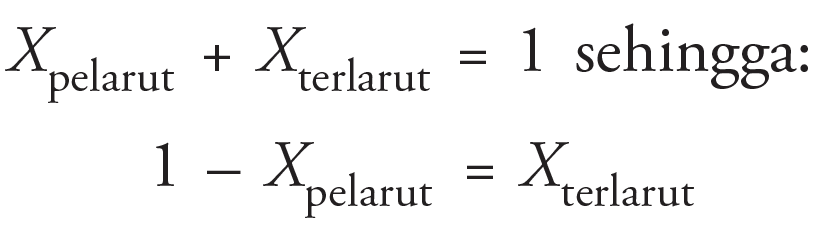 X_pelarut + X_terlarut = 1 sehingga:
1 – X_pelarut = X_terlarut